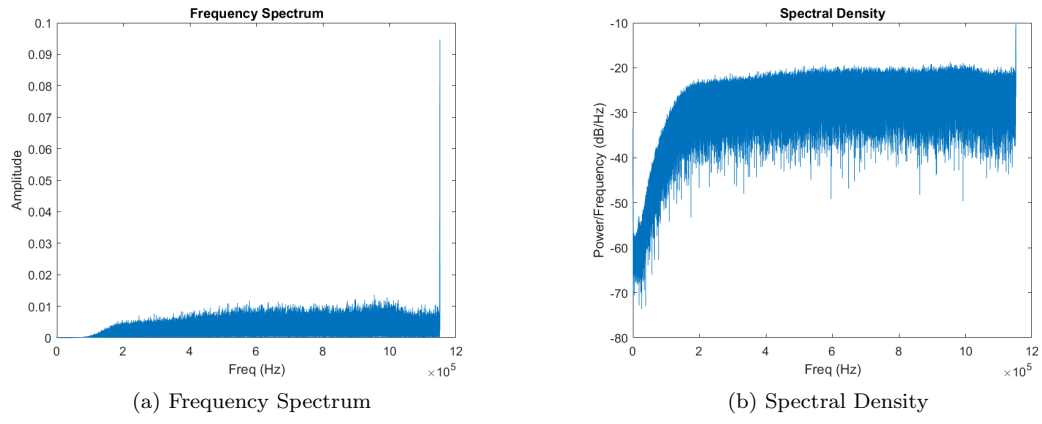 Frequency Spectrum
0.1
0.09
0.08
0.07
0.06
0.05
0.04
0.03
0.02
0.01
0
Amplitude
0 2 4 6 8 10 12
Freq (Hz)
×10^5
(a) Frequency Spectrum
Spectral Density
-10
-20
-30
-40
-50
-60
-70
-80
Power/Frequency (dB/Hz)
0 2 4 6 8 10 12
Freq (Hz)
×10^5
(b) Spectral Density